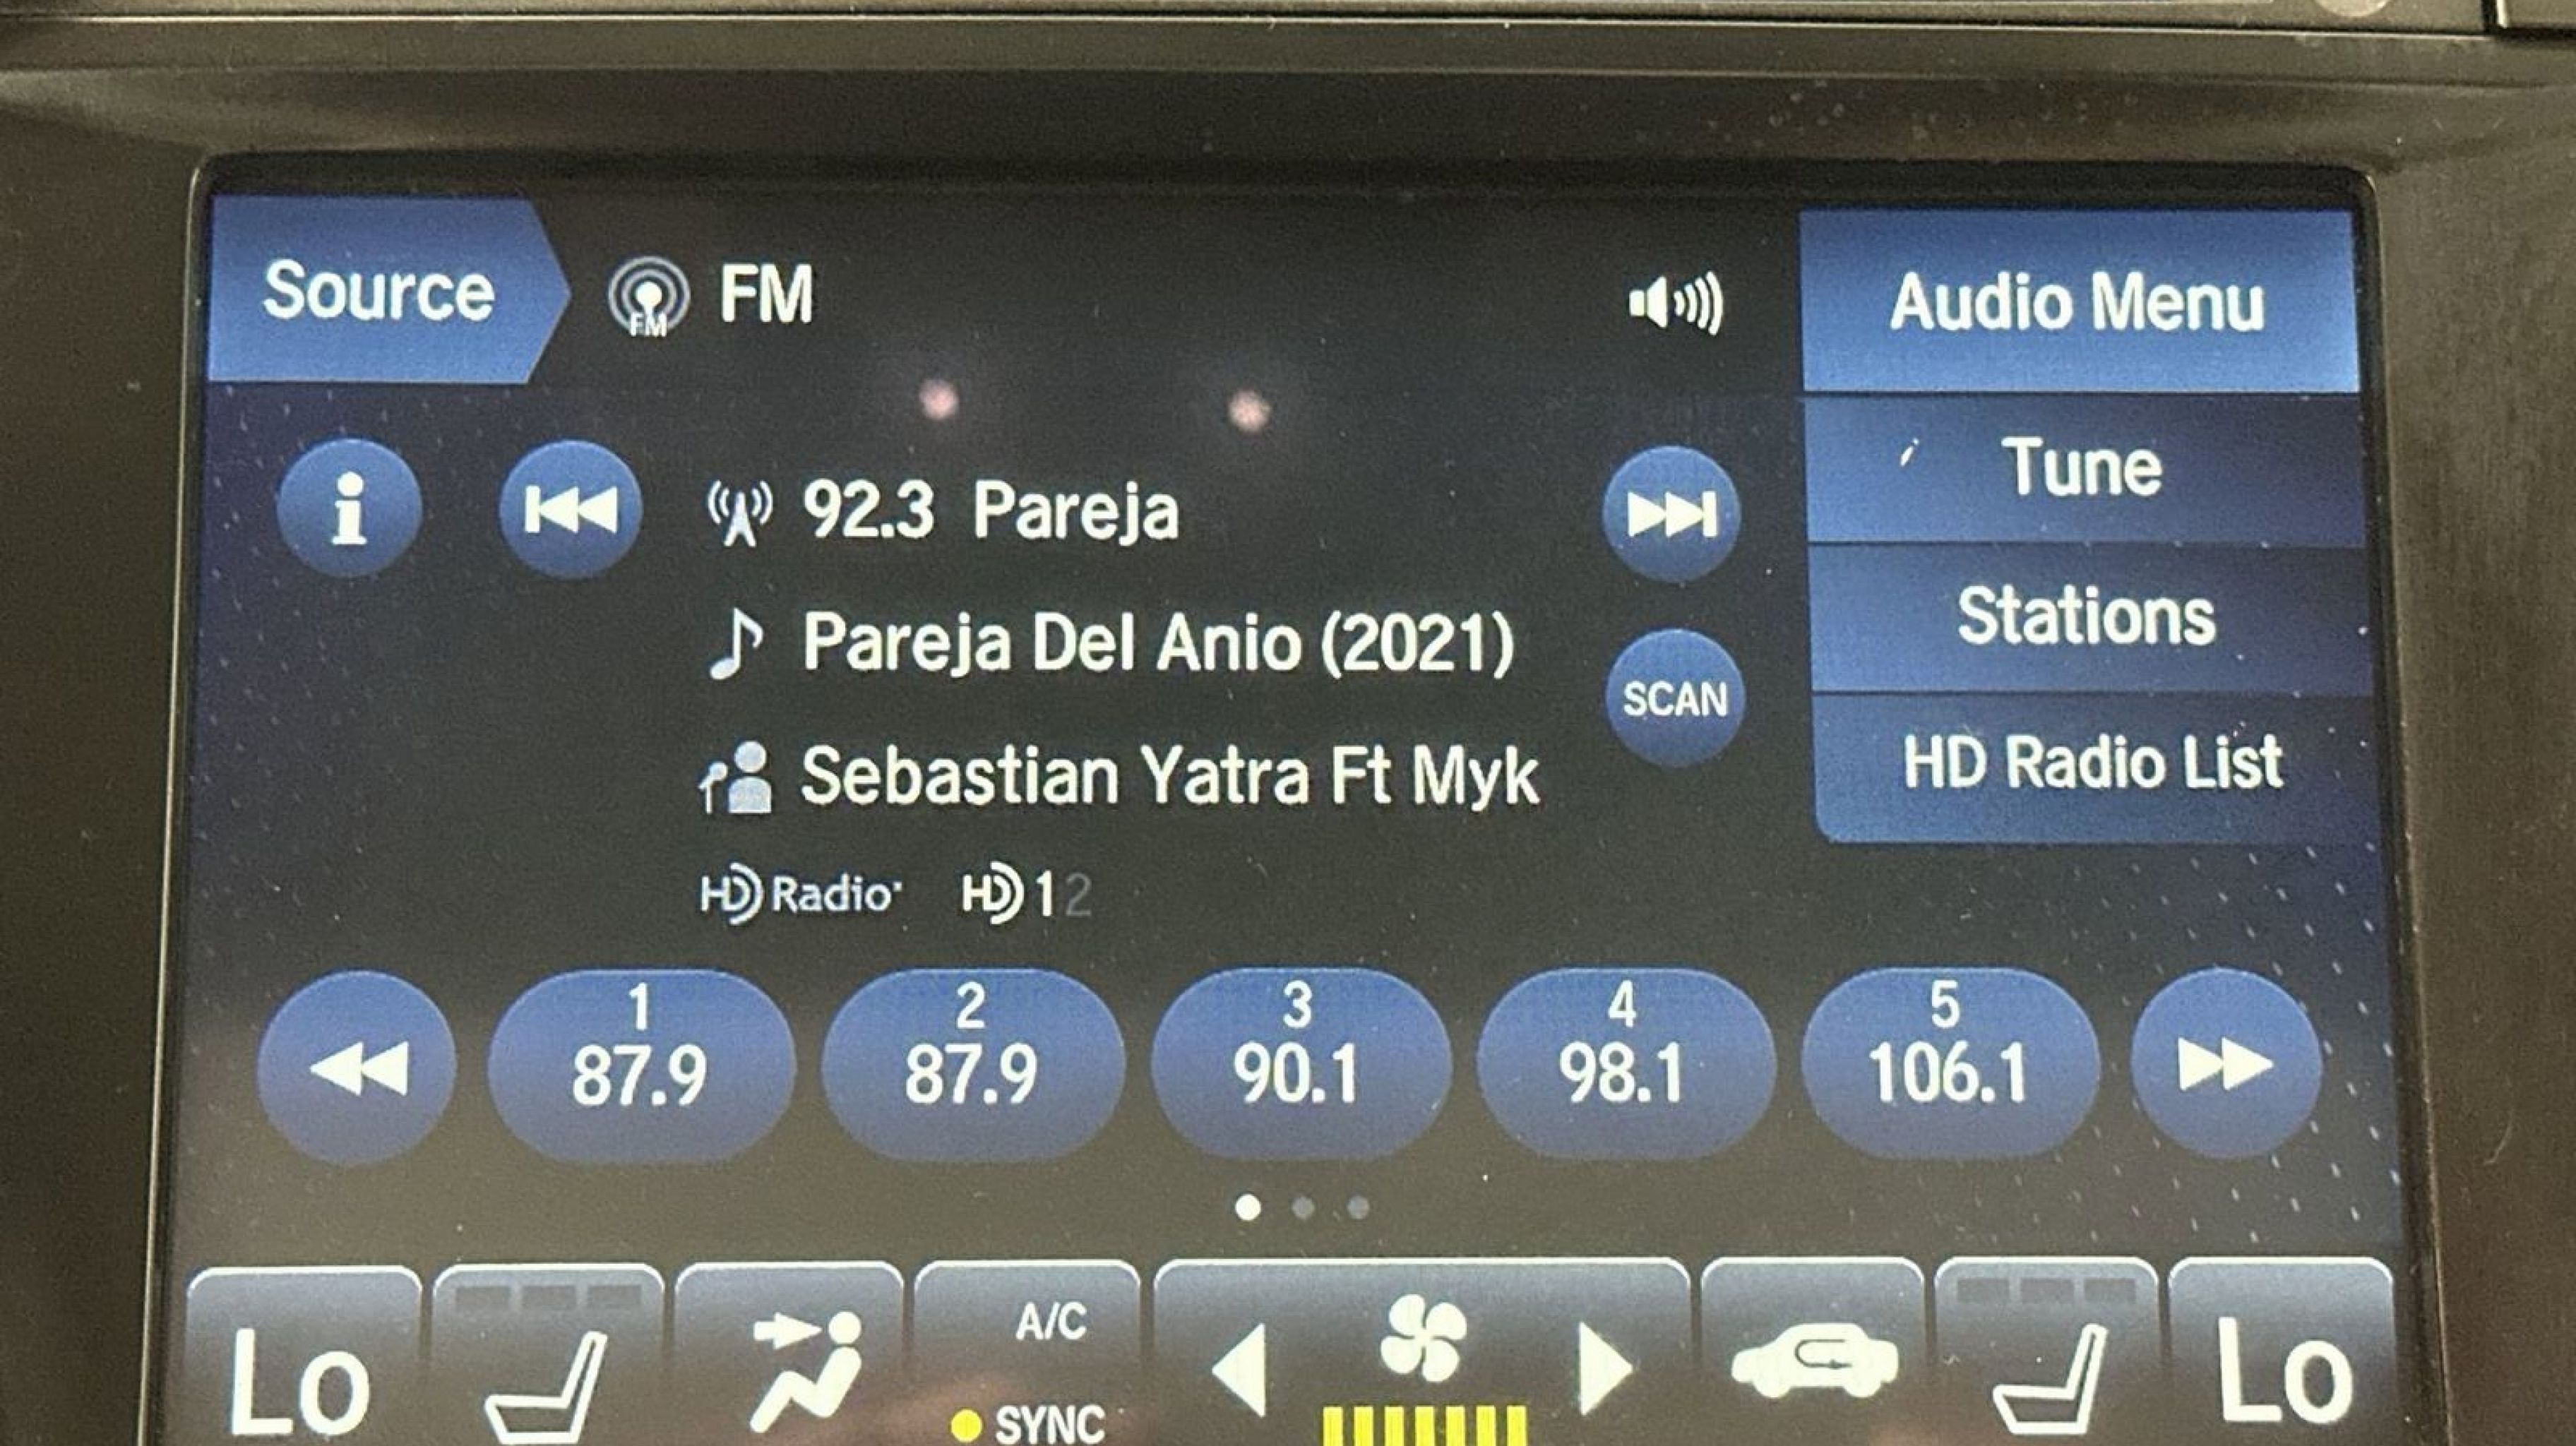 Source
FM
FM
Audio Menu
Tune
Stations
HD Radio List
92.3 Pareja
Pareja Del Anio (2021)
SCAN
Sebastian Yatra Ft Myk
HD Radio HD 1 2
1
87.9
2
87.9
3
90.1
4
98.1
5
106.1
Lo
A/C
SYNC
Lo